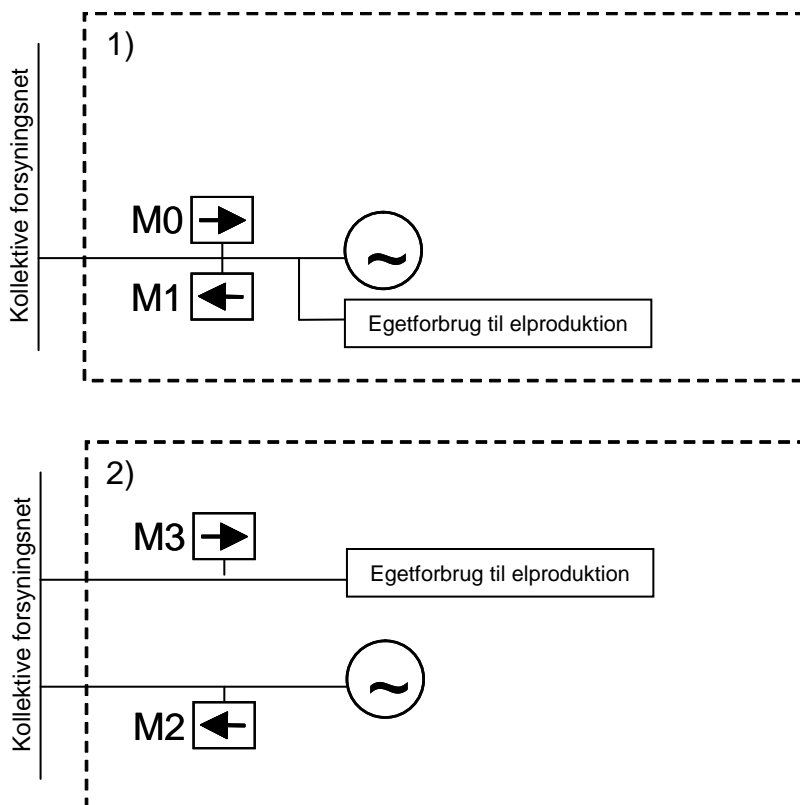 Kollektive forsyningsnet
1)
M0
~
M1
Egetforbrug til elproduktion
Kollektive forsyningsnet
2)
M3
Egetforbrug til elproduktion
~
M2